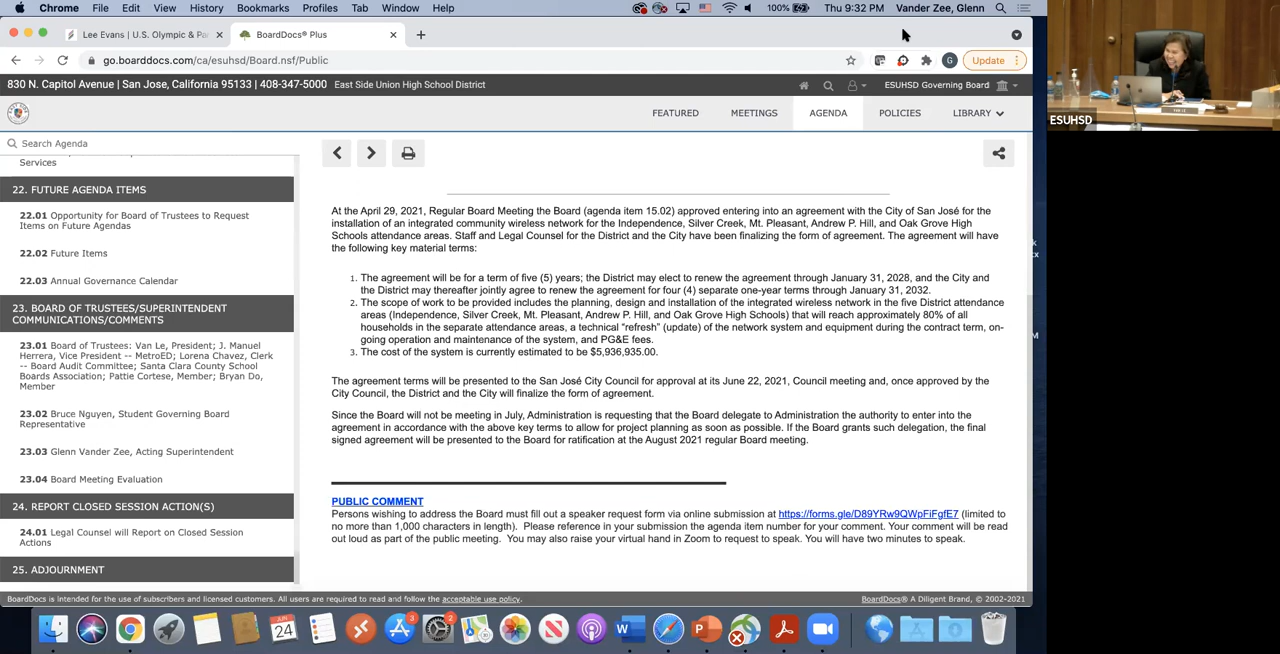 Chrome File Edit View History Bookmarks Profiles Tab Window Help 100% Thu 9:32 PM Vander Zee, Glenn
Lee Evans | U.S. Olympic & Par
BoardDocs® Plus
go.boarddocs.com/ca/esuhsd/Board.nsf/Public
G
Update
830 N. Capitol Avenue | San Jose, California 95133 | 408-347-5000 East Side Union High School District
ESUHSD Governing Board
FEATURED MEETINGS AGENDA POLICIES LIBRARY
Search Agenda
Services
22. FUTURE AGENDA ITEMS
22.01 Opportunity for Board of Trustees to Request
Items on Future Agendas
22.02 Future Items
22.03 Annual Governance Calendar
23. BOARD OF TRUSTEES/SUPERINTENDENT
COMMUNICATIONS/COMMENTS
23.01 Board of Trustees: Van Le, President; J. Manuel
Herrera, Vice President -- MetroED; Lorena Chavez, Clerk
-- Board Audit Committee; Santa Clara County School
Boards Association; Pattie Cortese, Member; Bryan Do,
Member
23.02 Bruce Nguyen, Student Governing Board
Representative
23.03 Glenn Vander Zee, Acting Superintendent
23.04 Board Meeting Evaluation
24. REPORT CLOSED SESSION ACTION(S)
24.01 Legal Counsel will Report on Closed Session
Actions
25. ADJOURNMENT
At the April 29, 2021, Regular Board Meeting the Board (agenda item 15.02) approved entering into an agreement with the City of San José for the
installation of an integrated community wireless network for the Independence, Silver Creek, Mt. Pleasant, Andrew P. Hill, and Oak Grove High
Schools attendance areas. Staff and Legal Counsel for the District and the City have been finalizing the form of agreement. The agreement will have
the following key material terms:
1. The agreement will be for a term of five (5) years; the District may elect to renew the agreement through January 31, 2028, and the City and
the District may thereafter jointly agree to renew the agreement for four (4) separate one-year terms through January 31, 2032.
2. The scope of work to be provided includes the planning, design and installation of the integrated wireless network in the five District attendance
areas (Independence, Silver Creek, Mt. Pleasant, Andrew P. Hill, and Oak Grove High Schools) that will reach approximately 80% of all
households in the separate attendance areas, a technical “refresh” (update) of the network system and equipment during the contract term, on-
going operation and maintenance of the system, and PG&E fees.
3. The cost of the system is currently estimated to be $5,936,935.00.
The agreement terms will be presented to the San José City Council for approval at its June 22, 2021, Council meeting and, once approved by the
City Council, the District and the City will finalize the form of agreement.
Since the Board will not be meeting in July, Administration is requesting that the Board delegate to Administration the authority to enter into the
agreement in accordance with the above key terms to allow for project planning as soon as possible. If the Board grants such delegation, the final
signed agreement will be presented to the Board for ratification at the August 2021 regular Board meeting.
PUBLIC COMMENT
Persons wishing to address the Board must fill out a speaker request form via online submission at https://forms.gle/D89YRw9QWpFiFgfE7 (limited to
no more than 1,000 characters in length). Please reference in your submission the agenda item number for your comment. Your comment will be read
out loud as part of the public meeting. You may also raise your virtual hand in Zoom to request to speak. You will have two minutes to speak.
BoardDocs is intended for the use of subscribers and licensed customers. All users are required to read and follow the acceptable use policy.
BoardDocs® A Diligent Brand, © 2002-2021
JUN
24
3
2
W
P
ESUHSD